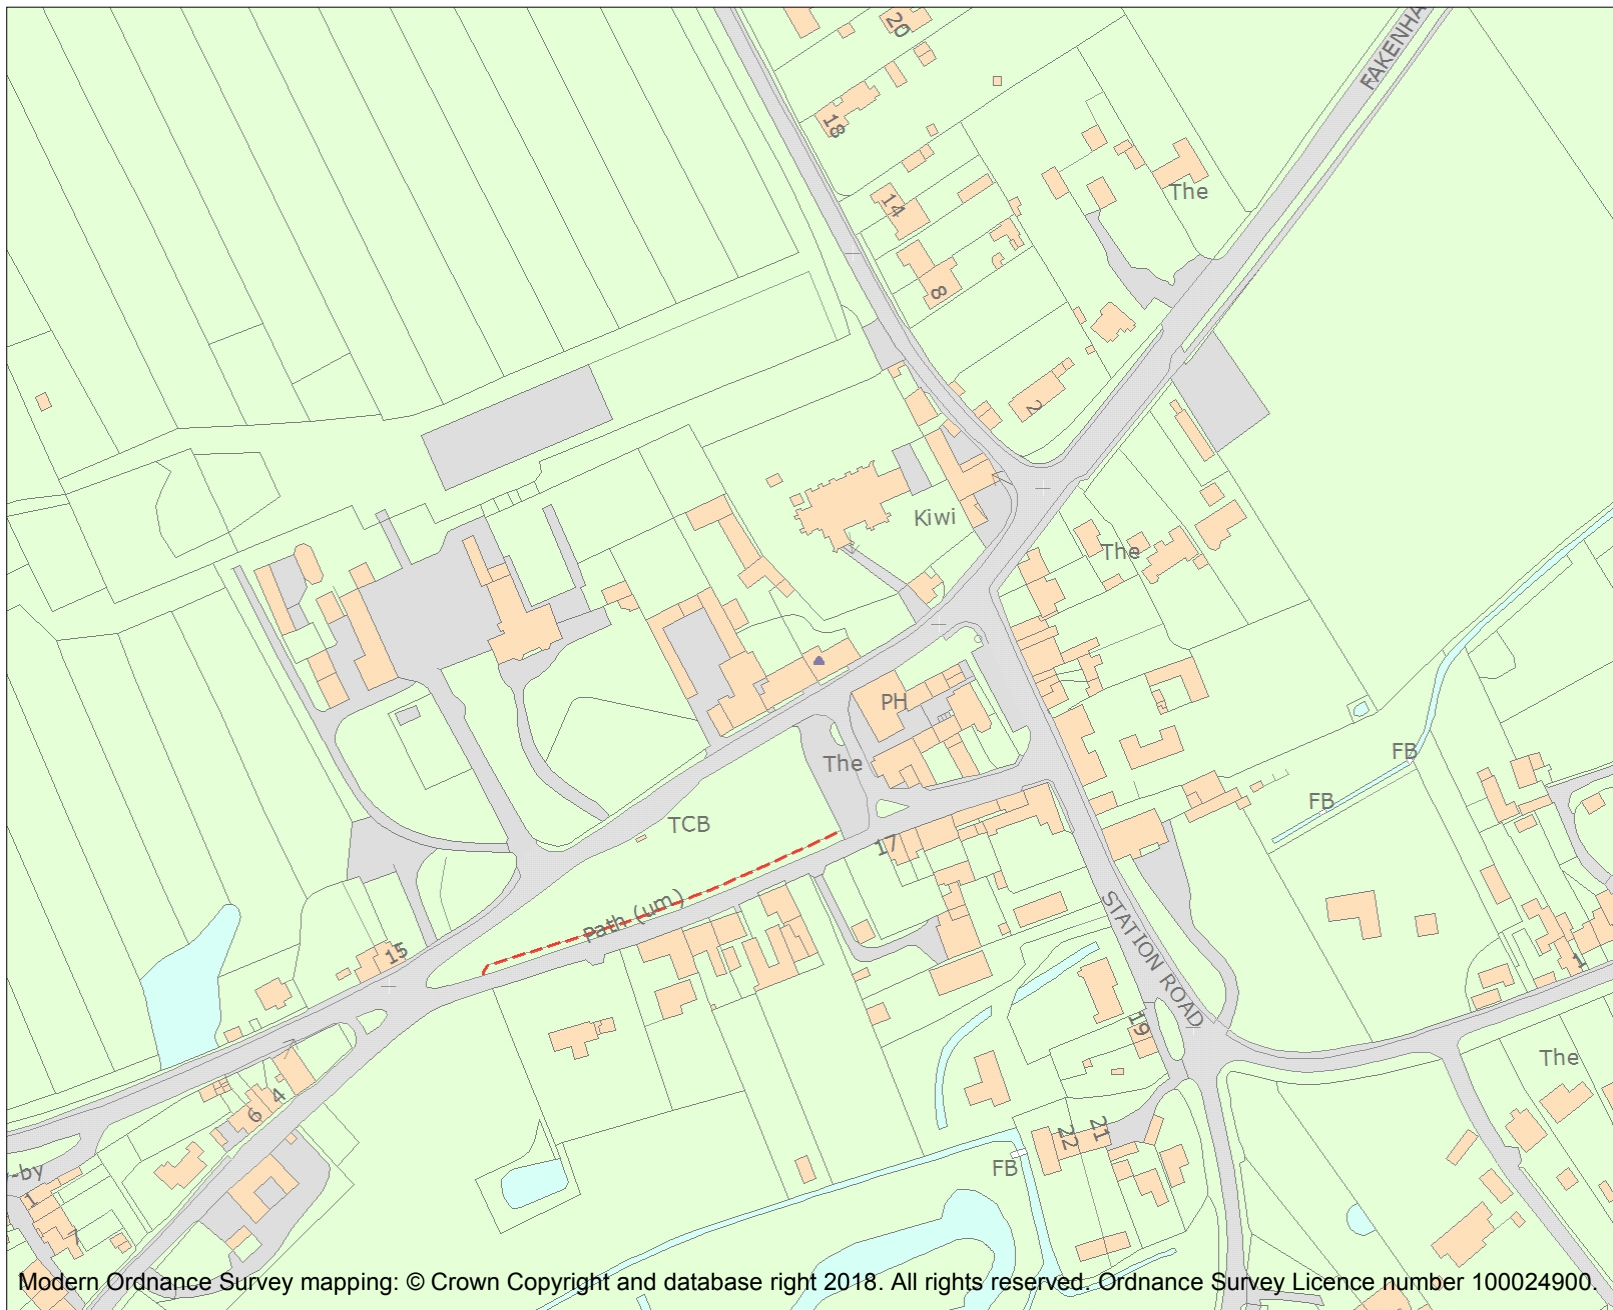 20
FAKENHA
18
The
14
8
2
Kiwi
The
PH
FB
The
FB
TCB
17
Path (um)
STATION ROAD
15
19
The
4
6
21
22
FB
-by
1
7
1
Modern Ordnance Survey mapping: © Crown Copyright and database right 2018. All rights reserved. Ordnance Survey Licence number 100024900.